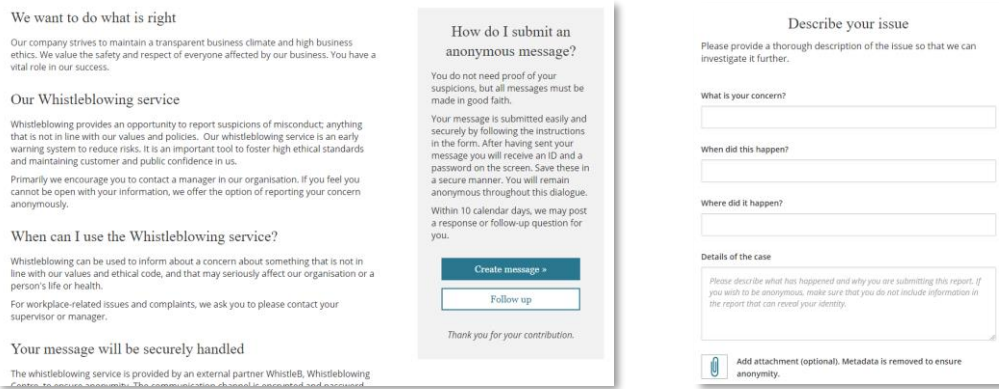 We want to do what is right
Our company strives to maintain a transparent business climate and high business
ethics. We value the safety and respect of everyone affected by our business. You have a
vital role in our success.
Our Whistleblowing service
Whistleblowing provides an opportunity to report suspicions of misconduct; anything
that is not in line with our values and policies. Our whistleblowing service is an early
warning system to reduce risks. It is an important tool to foster high ethical standards
and maintaining customer and public confidence in us.
Primarily we encourage you to contact a manager in our organisation. If you feel you
cannot be open with your information, we offer the option of reporting your concern
anonymously.
When can I use the Whistleblowing service?
Whistleblowing can be used to inform about a concern about something that is not in
line with our values and ethical code, and that may seriously affect our organisation or a
person's life or health.
For workplace-related issues and complaints, we ask you to please contact your
supervisor or manager.
Your message will be securely handled
The whistleblowing service is provided by an external partner WhistleB, Whistleblowing
Centre, to ensure anonymity. The communication channel is encrypted and password
How do I submit an
anonymous message?
You do not need proof of your
suspicions, but all messages must be
made in good faith.
Your message is submitted easily and
securely by following the instructions
in the form. After having sent your
message you will receive an ID and a
password on the screen. Save these in
a secure manner. You will remain
anonymous throughout this dialogue.
Within 10 calendar days, we may post
a response or follow-up question for
you.
Create message »
Follow up
Thank you for your contribution.
Describe your issue
Please provide a thorough description of the issue so that we can
investigate it further.
What is your concern?
When did this happen?
Where did it happen?
Details of the case
Please describe what has happened and why you are submitting this report. If
you wish to be anonymous, make sure that you do not include information in
the report that can reveal your identity.
Add attachment (optional). Metadata is removed to ensure
anonymity.